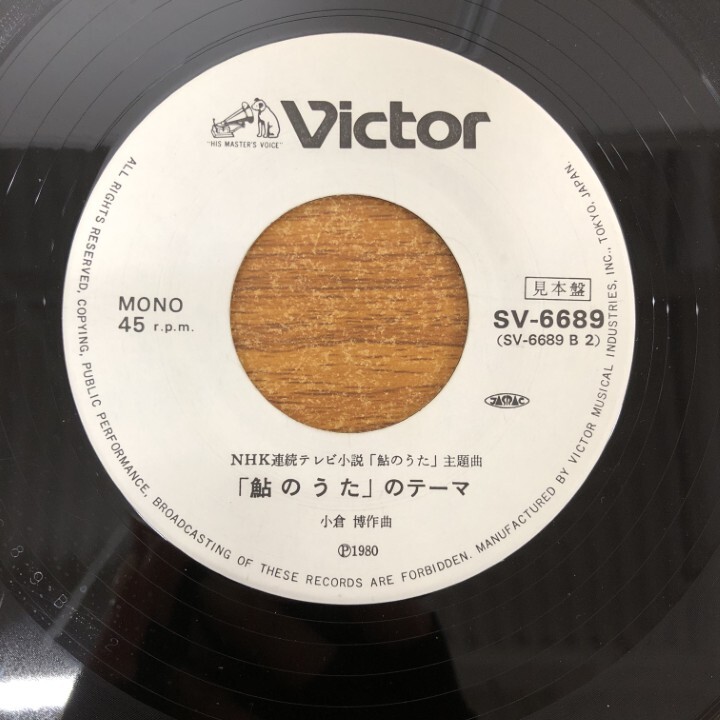 Victor
"HIS MASTER'S VOICE"
見本盤
MONO
45 r.p.m.
SV-6689
(SV-6689 B 2)
JASRAC
NHK連続テレビ小説「鮎のうた」主題曲
「鮎のうた」のテーマ
小倉 博作曲
Ⓟ1980
ALL RIGHTS RESERVED, COPYING, PUBLIC PERFORMANCE, BROADCASTING OF THESE RECORDS ARE FORBIDDEN. MANUFACTURED BY VICTOR MUSICAL INDUSTRIES, INC., TOKYO, JAPAN.